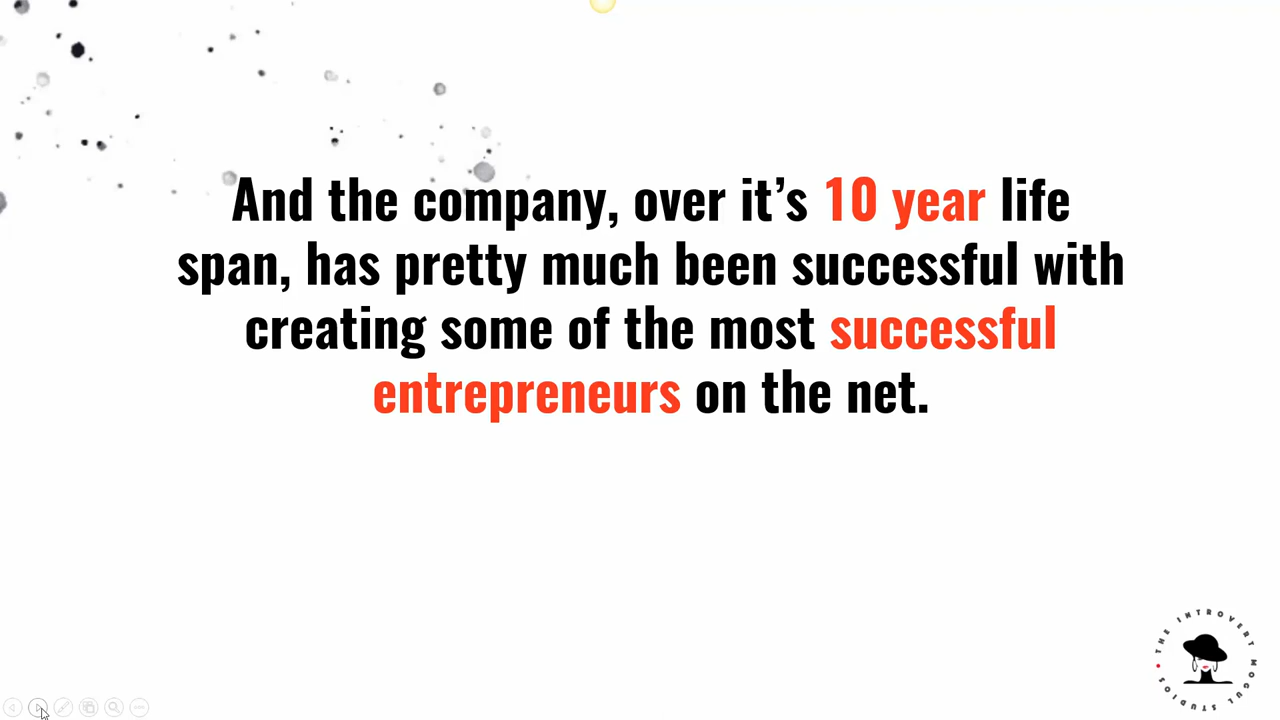 And the company, over it’s 10 year life
span, has pretty much been successful with
creating some of the most successful
entrepreneurs on the net.
THE INTROVERT MOGUL STUDIOS